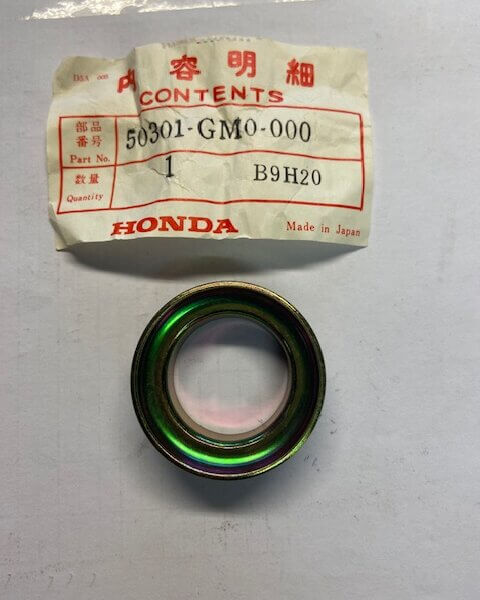 内容明細
CONTENTS
部品番号
Part No.
50301-GM0-000
数量
Quantity
1
B9H20
HONDA
Made in Japan